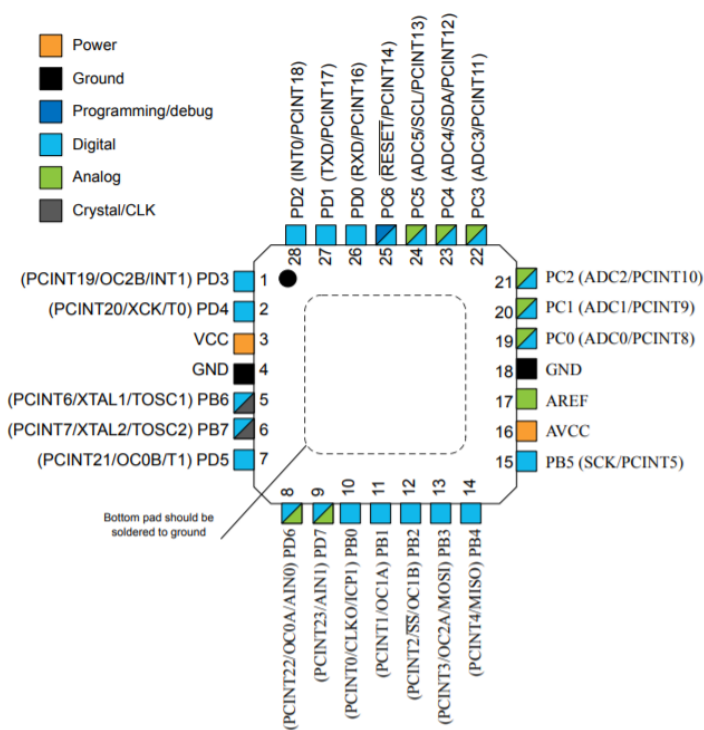 Power
Ground
Programming/debug
Digital
Analog
Crystal/CLK
PD2 (INT0/PCINT18)
PD1 (TXD/PCINT17)
PD0 (RXD/PCINT16)
PC6 (RESET/PCINT14)
PC5 (ADC5/SCL/PCINT13)
PC4 (ADC4/SDA/PCINT12)
PC3 (ADC3/PCINT11)
28
27
26
25
24
23
22
(PCINT19/OC2B/INT1) PD3 1
(PCINT20/XCK/T0) PD4 2
VCC 3
GND 4
(PCINT6/XTAL1/TOSC1) PB6 5
(PCINT7/XTAL2/TOSC2) PB7 6
(PCINT21/OC0B/T1) PD5 7
21 PC2 (ADC2/PCINT10)
20 PC1 (ADC1/PCINT9)
19 PC0 (ADC0/PCINT8)
18 GND
17 AREF
16 AVCC
15 PB5 (SCK/PCINT5)
8
9
10
11
12
13
14
Bottom pad should be
soldered to ground
(PCINT22/OC0A/AIN0) PD6
(PCINT23/AIN1) PD7
(PCINT0/CLKO/ICP1) PB0
(PCINT1/OC1A) PB1
(PCINT2/SS/OC1B) PB2
(PCINT3/OC2A/MOSI) PB3
(PCINT4/MISO) PB4